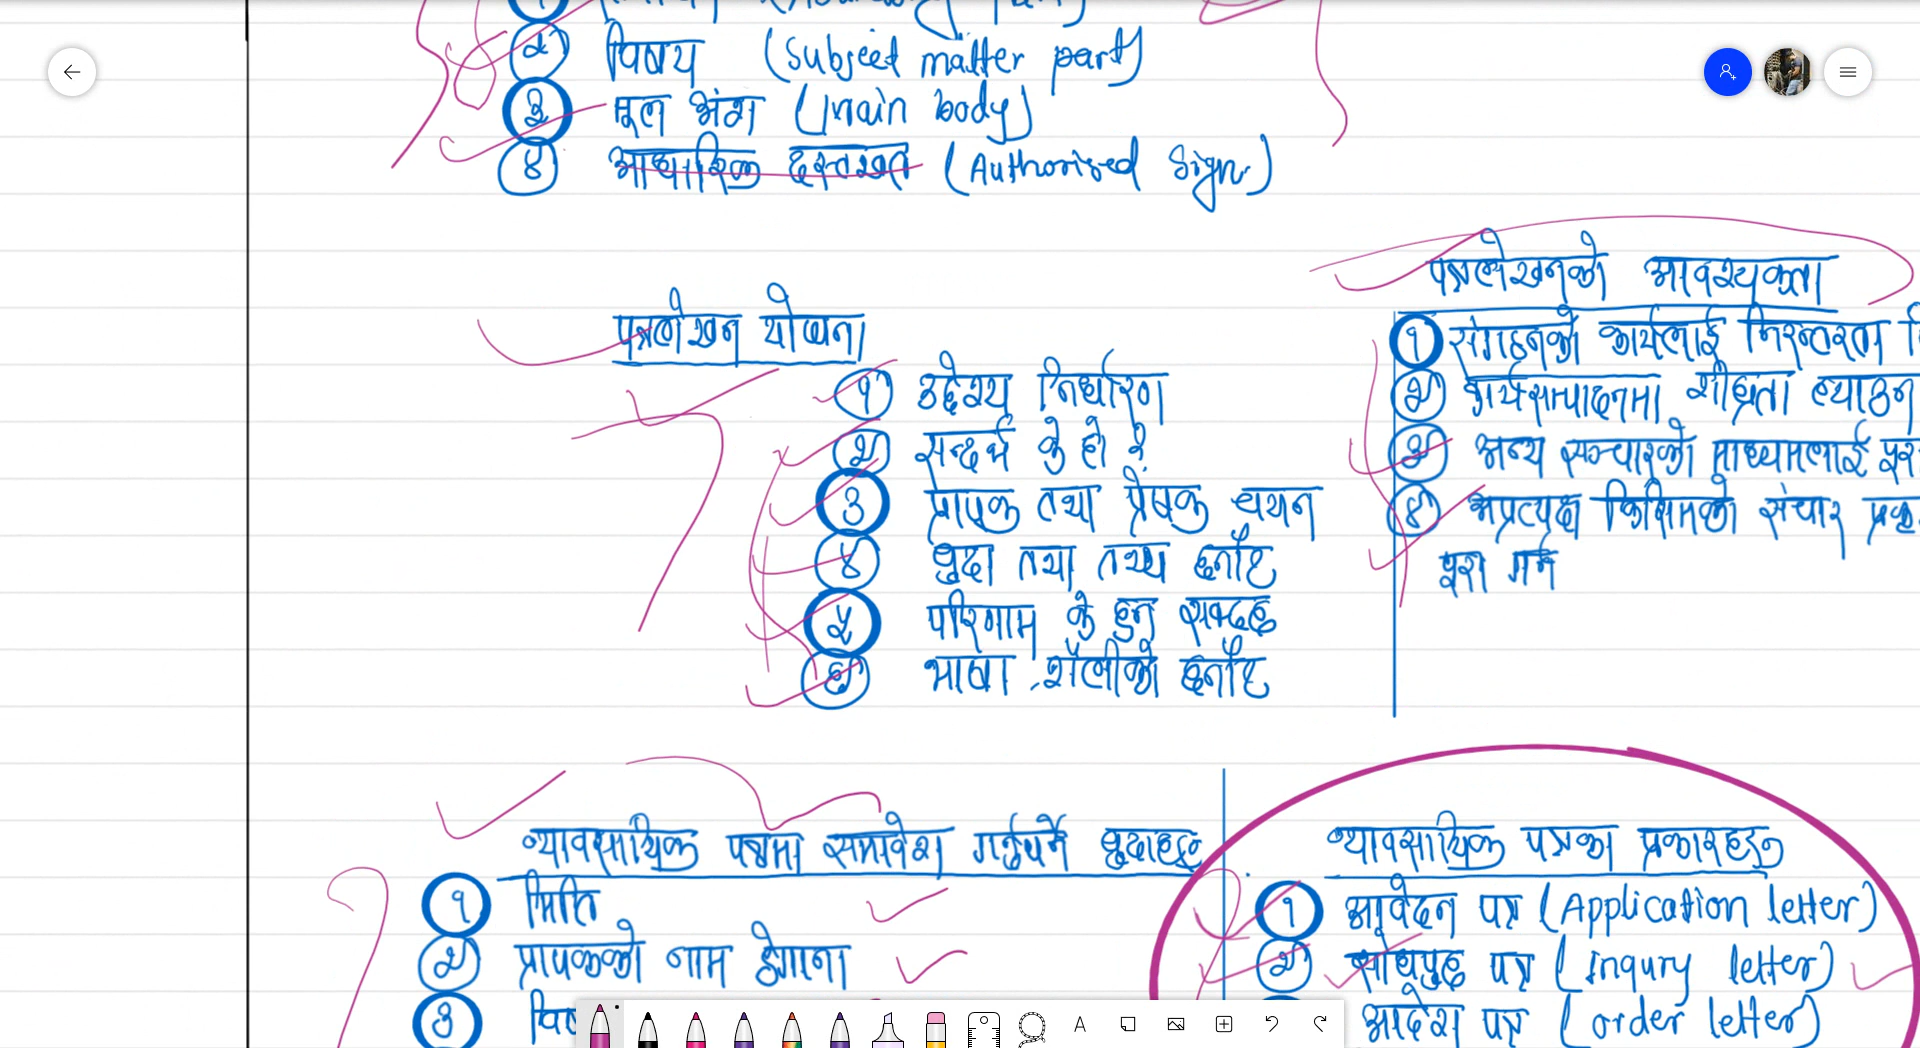 २ विषय (Subject matter part)
३ मूल अंश (main body)
४ आधारिक दस्तखत (Authorised Sign.)
पत्रलेखनको आवश्यकता
१ संगठनको कार्यलाई निरन्तरता
२ कार्यसम्पादनमा शीघ्रता ल्याउन
३ अन्य सञ्चारको माध्यमलाई
४ अप्रत्यक्ष किसिमको संचार
पुरा गर्न
पत्रलेखन योजना
१ उद्देश्य निर्धारण
२ सन्दर्भ के हो ?
३ प्रापक तथा प्रेषक चयन
४ बुदा तथा तथ्य छनौट
५ परिणाम के हुन सक्दछ
६ भाषा शैलीको छनौट
व्यावसायिक पत्रमा समावेश गर्नुपर्ने बुदाहरु
१ मिति
२ प्रापकको नाम ठेगाना
३
व्यावसायिक पत्रका प्रकारहरु
१ आवेदन पत्र (Application letter)
२ सोधपुछ पत्र (inqury letter)
आदेश पत्र (order letter)
A